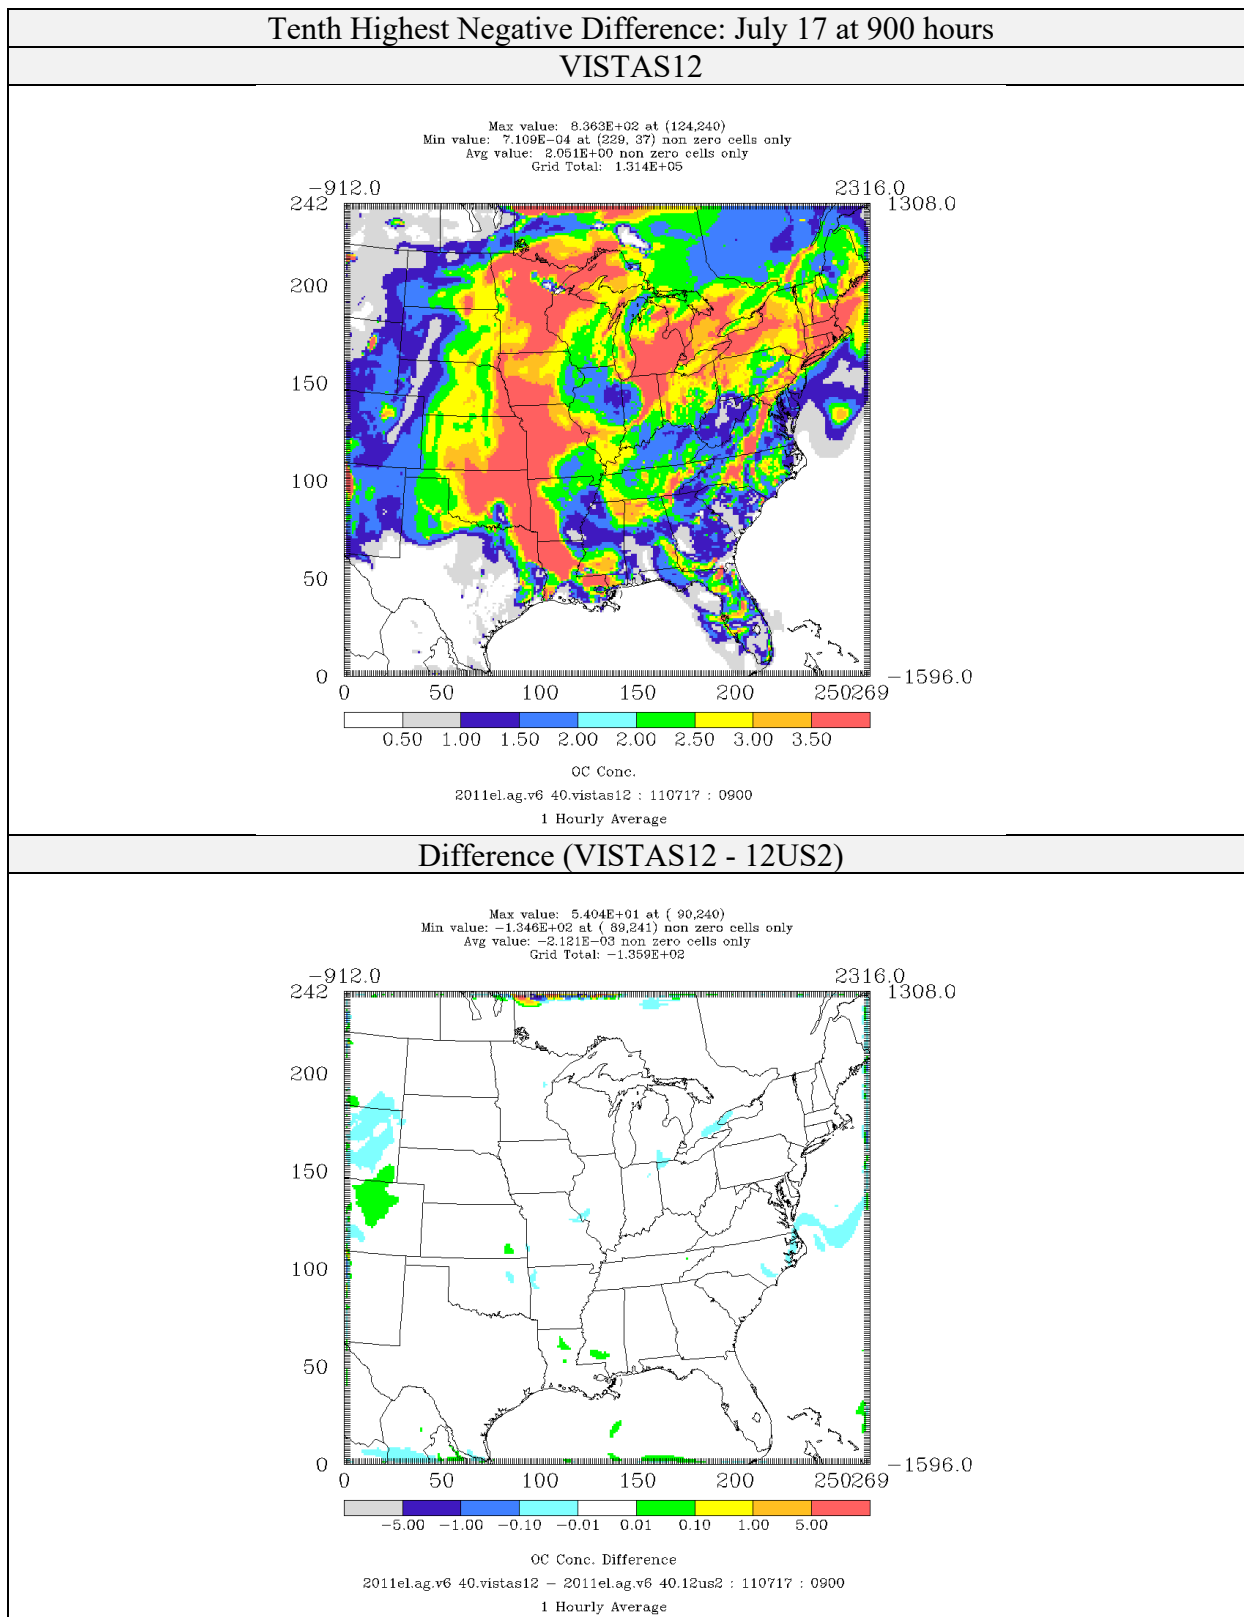 Tenth Highest Negative Difference: July 17 at 900 hours
VISTAS12
Max value: 8.363E+02 at (124,240)
Min value: 7.109E-04 at (229, 37) non zero cells only
Avg value: 2.051E+00 non zero cells only
Grid Total: 1.314E+05
-912.0 2316.0
242 1308.0
200
150
100
50
0 -1596.0
0 50 100 150 200 250269
0.50 1.00 1.50 2.00 2.00 2.50 3.00 3.50
OC Conc.
2011el.ag.v6 40.vistas12 : 110717 : 0900
1 Hourly Average
Difference (VISTAS12 - 12US2)
Max value: 5.404E+01 at ( 90,240)
Min value: -1.346E+02 at ( 89,241) non zero cells only
Avg value: -2.121E-03 non zero cells only
Grid Total: -1.359E+02
-912.0 2316.0
242 1308.0
200
150
100
50
0 -1596.0
0 50 100 150 200 250269
-5.00 -1.00 -0.10 -0.01 0.01 0.10 1.00 5.00
OC Conc. Difference
2011el.ag.v6 40.vistas12 - 2011el.ag.v6 40.12us2 : 110717 : 0900
1 Hourly Average